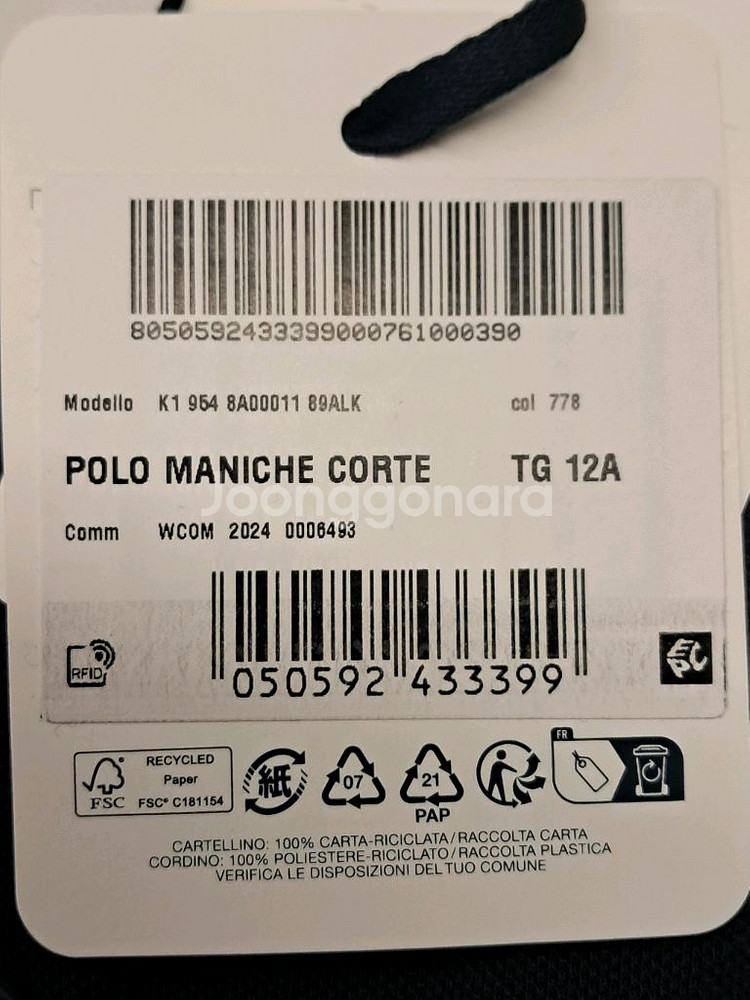 8050592433399000761000390
Modello K1 954 8A00011 89ALK col 778
POLO MANICHE CORTE TG 12A
Joonggonara
Comm WCOM 2024 0006493
RFID
EPC
050592 433399
FR
RECYCLED
Paper
FSC FSC® C181154
紙
07
21
PAP
CARTELLINO: 100% CARTA-RICICLATA/RACCOLTA CARTA
CORDINO: 100% POLIESTERE-RICICLATO/RACCOLTA PLASTICA
VERIFICA LE DISPOSIZIONI DEL TUO COMUNE